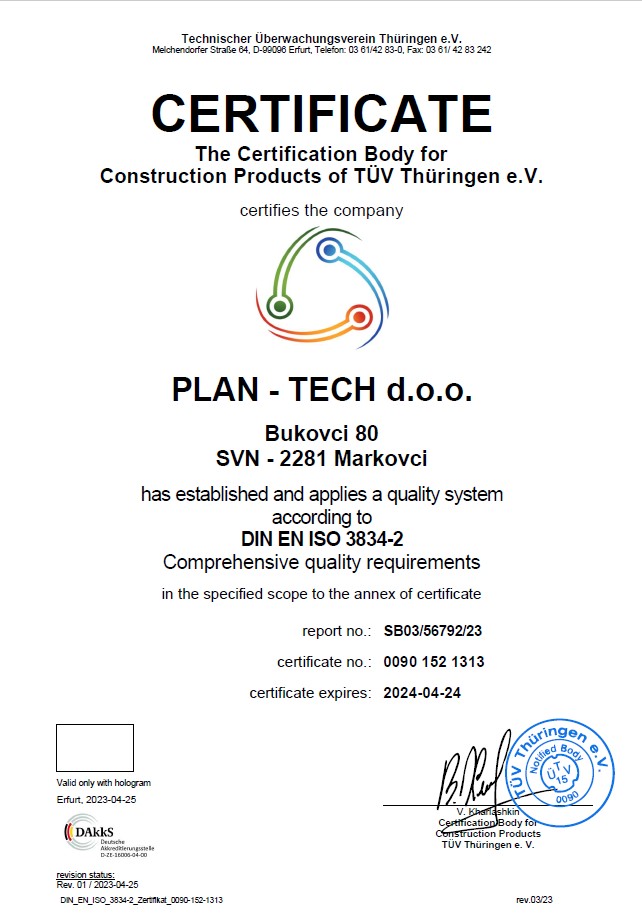 Technischer Überwachungsverein Thüringen e.V.
Melchendorfer Straße 64, D-99096 Erfurt, Telefon: 03 61/42 83-0, Fax: 03 61/ 42 83 242
CERTIFICATE
The Certification Body for
Construction Products of TÜV Thüringen e.V.
certifies the company
PLAN - TECH d.o.o.
Bukovci 80
SVN - 2281 Markovci
has established and applies a quality system
according to
DIN EN ISO 3834-2
Comprehensive quality requirements
in the specified scope to the annex of certificate
report no.: SB03/56792/23
certificate no.: 0090 152 1313
certificate expires: 2024-04-24
Valid only with hologram
Erfurt, 2023-04-25
DAkkS
Deutsche
Akkreditierungsstelle
D-ZE-16006-04-00
TÜV Thüringen e.V.
Notified Body
TÜV
15
0090
V. Kharlashkin
Certification Body for
Construction Products
TÜV Thüringen e.V.
revision status:
Rev. 01 / 2023-04-25
DIN_EN_ISO_3834-2_Zertifikat_0090-152-1313
rev.03/23